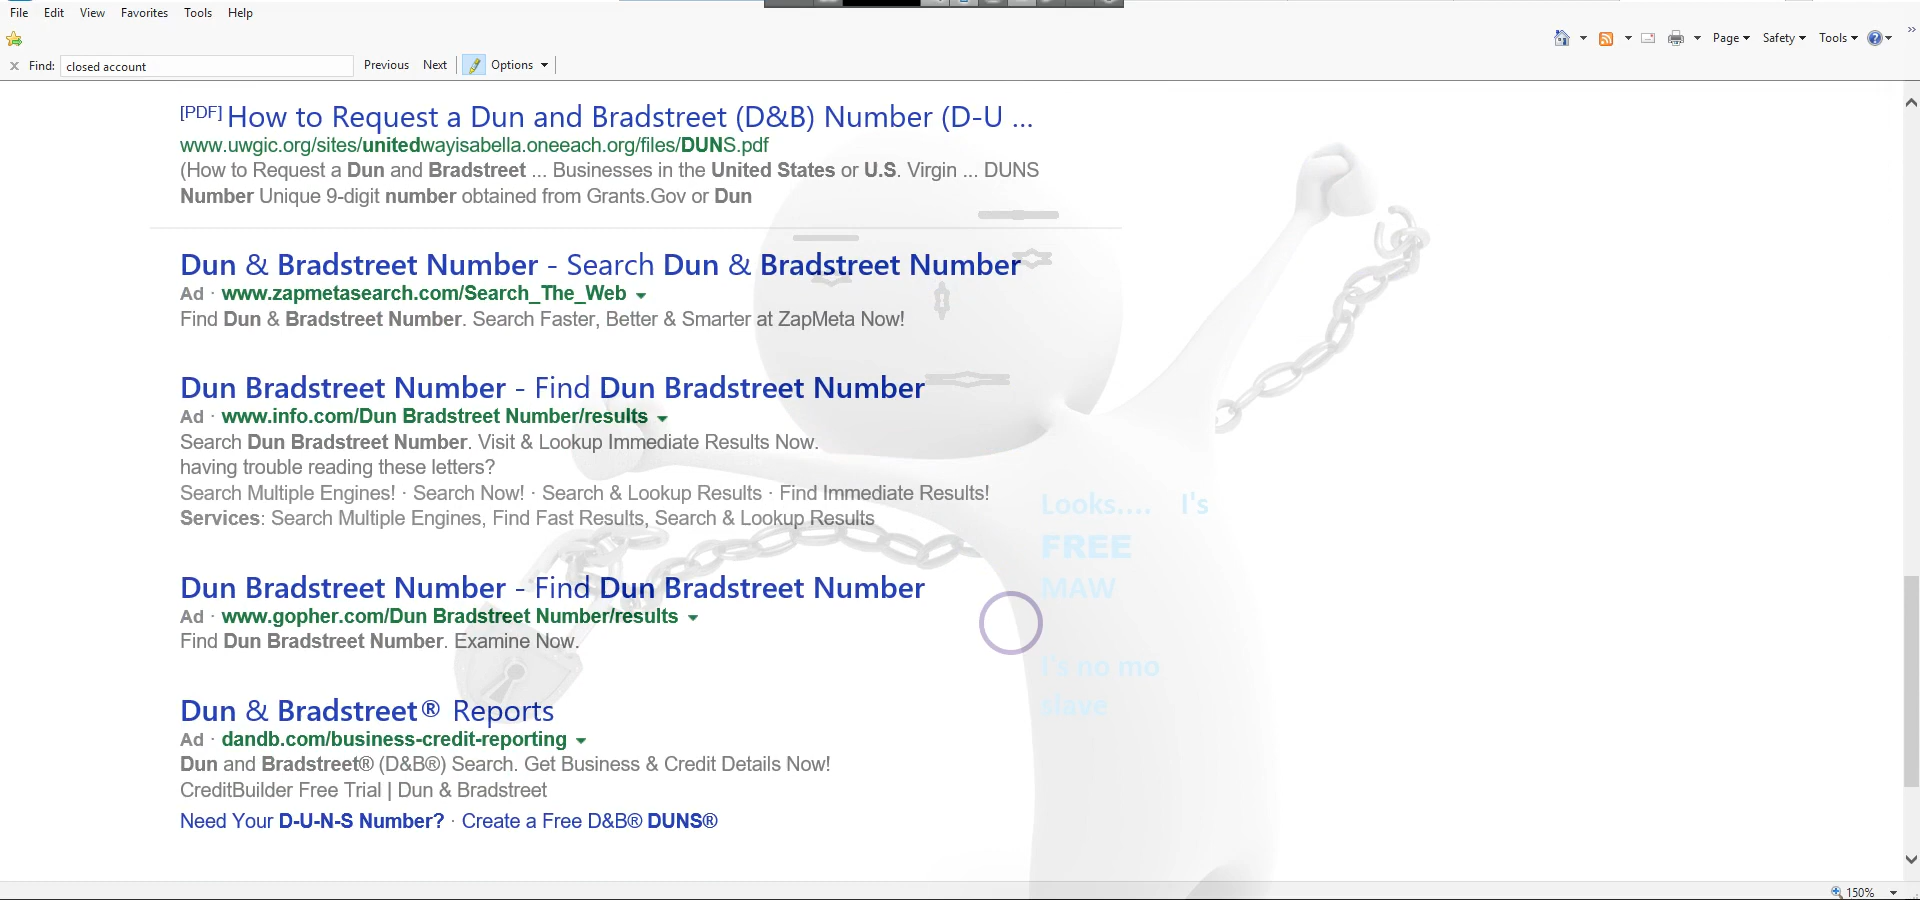 File Edit View Favorites Tools Help
Page Safety Tools
Find: closed account Previous Next Options
[PDF] How to Request a Dun and Bradstreet (D&B) Number (D-U ...
www.uwgic.org/sites/unitedwayisabella.oneeach.org/files/DUNS.pdf
(How to Request a Dun and Bradstreet ... Businesses in the United States or U.S. Virgin ... DUNS
Number Unique 9-digit number obtained from Grants.Gov or Dun
Dun & Bradstreet Number - Search Dun & Bradstreet Number
Ad · www.zapmetasearch.com/Search_The_Web
Find Dun & Bradstreet Number. Search Faster, Better & Smarter at ZapMeta Now!
Dun Bradstreet Number - Find Dun Bradstreet Number
Ad · www.info.com/Dun Bradstreet Number/results
Search Dun Bradstreet Number. Visit & Lookup Immediate Results Now.
having trouble reading these letters?
Search Multiple Engines! · Search Now! · Search & Lookup Results · Find Immediate Results!
Services: Search Multiple Engines, Find Fast Results, Search & Lookup Results
Looks.... I's
FREE
MAW
Dun Bradstreet Number - Find Dun Bradstreet Number
Ad · www.gopher.com/Dun Bradstreet Number/results
Find Dun Bradstreet Number. Examine Now.
I's no mo
slave
Dun & Bradstreet® Reports
Ad · dandb.com/business-credit-reporting
Dun and Bradstreet® (D&B®) Search. Get Business & Credit Details Now!
CreditBuilder Free Trial | Dun & Bradstreet
Need Your D-U-N-S Number? · Create a Free D&B® DUNS®
150%